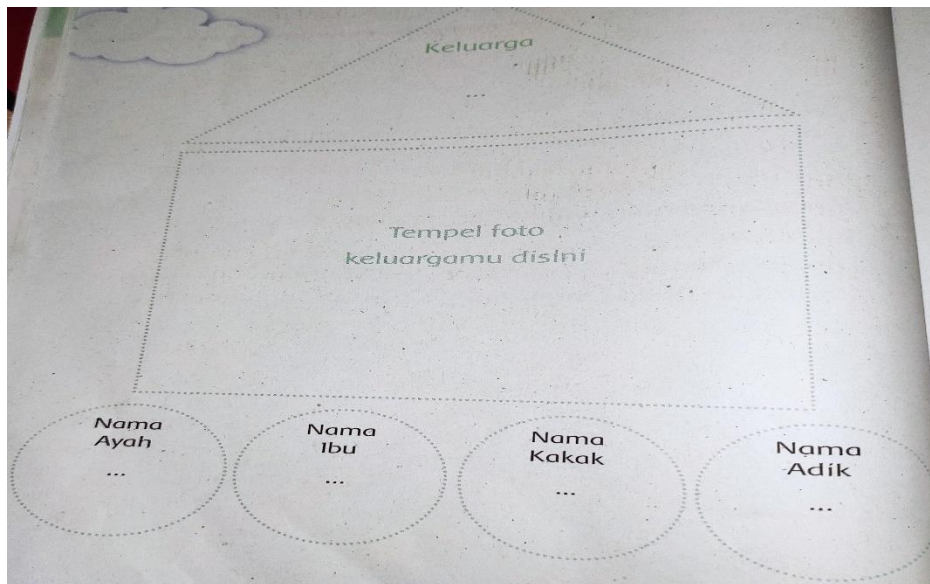 Keluarga
...
Tempel foto
keluargamu disini
Nama
Ayah
...
Nama
Ibu
...
Nama
Kakak
...
Nama
Adik
...